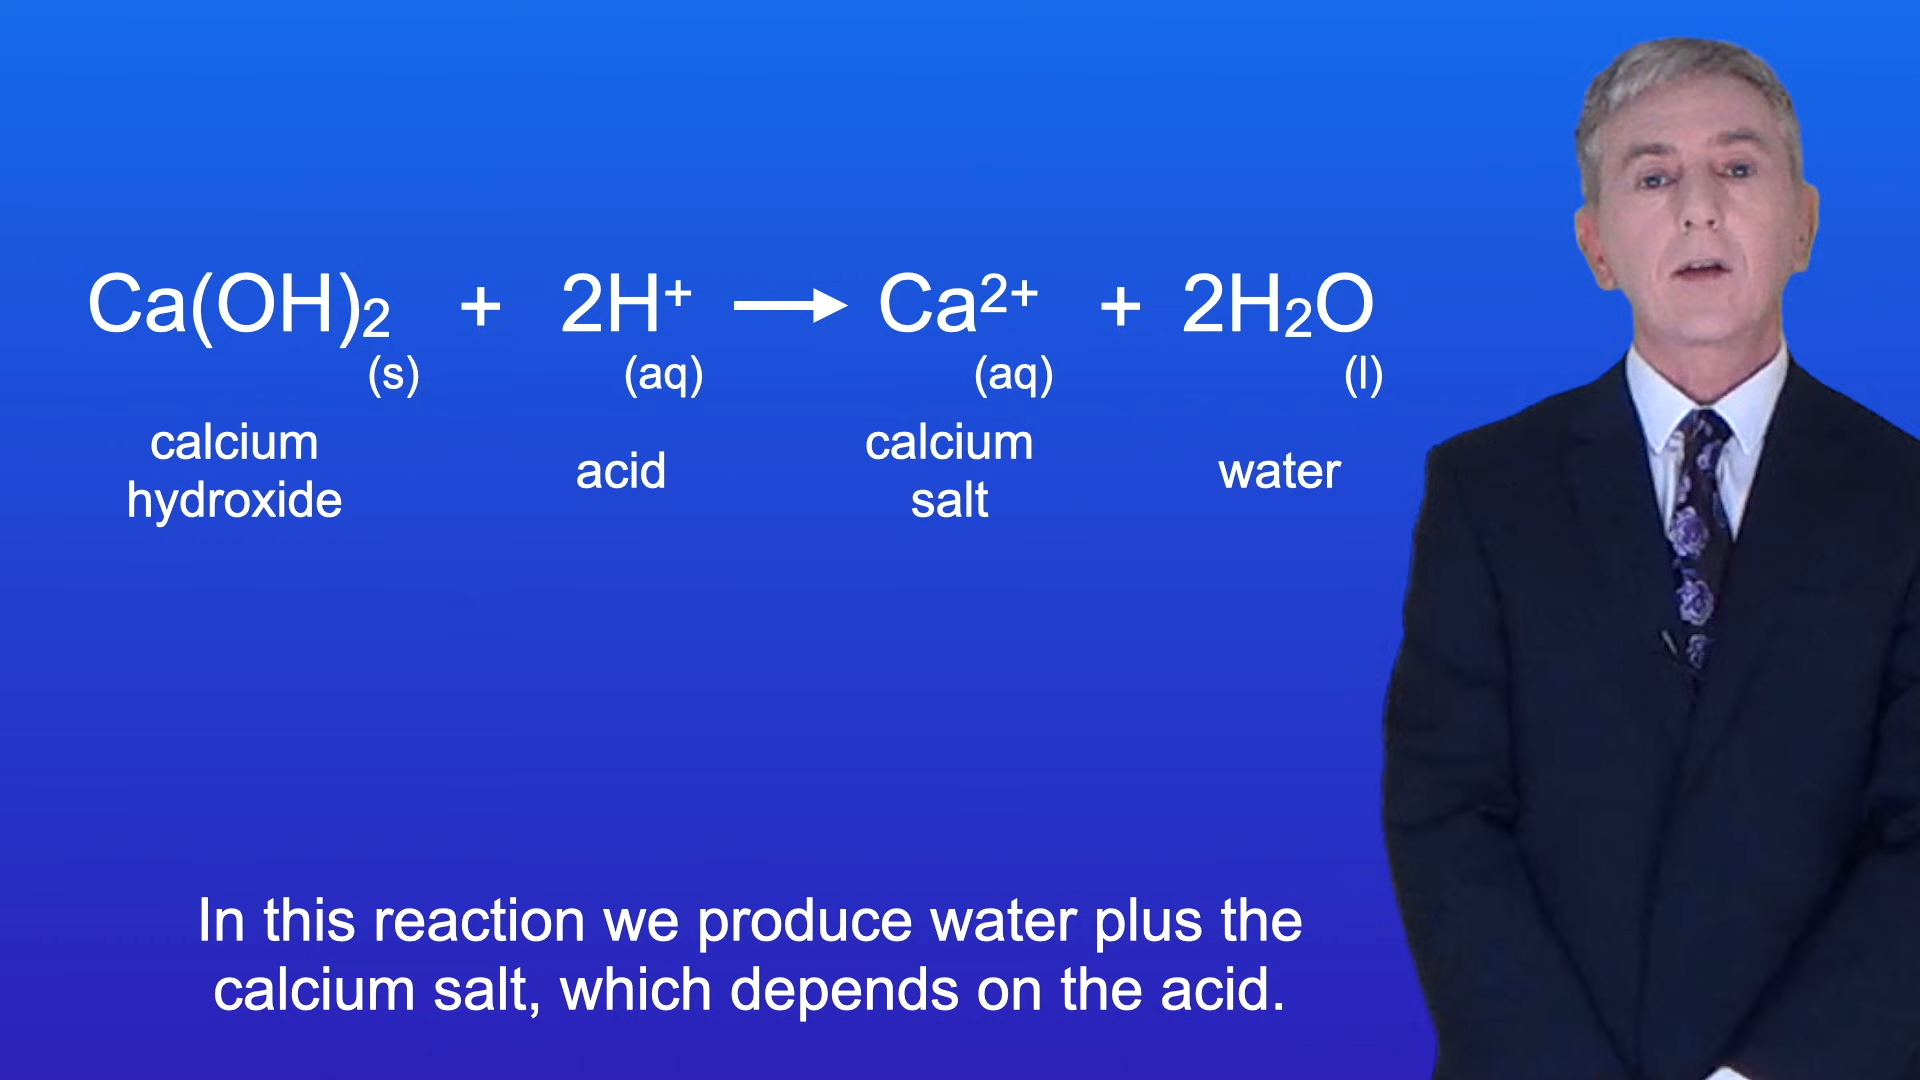 Ca(OH)₂ + 2H⁺ ⟶ Ca²⁺ + 2H₂O
(s) (aq) (aq) (l)
calcium hydroxide
acid
calcium salt
water
In this reaction we produce water plus the
calcium salt, which depends on the acid.